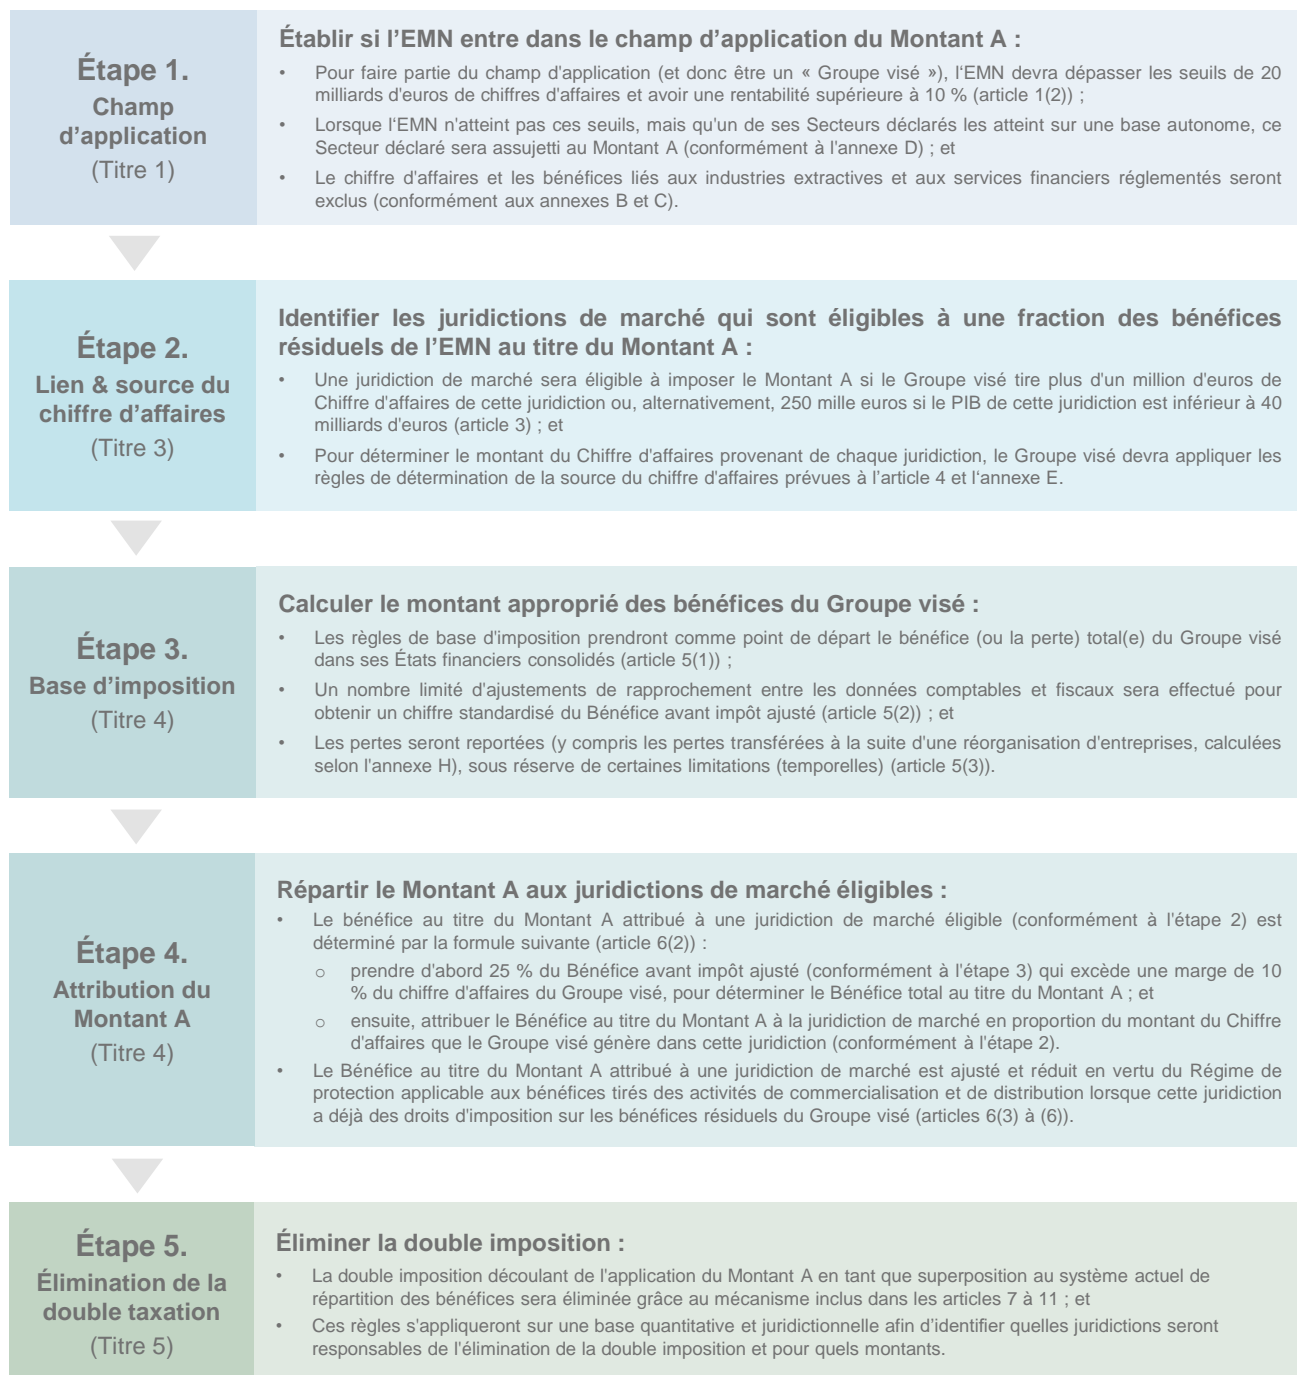 Étape 1.
Champ
d’application
(Titre 1)
Établir si l’EMN entre dans le champ d’application du Montant A :
• Pour faire partie du champ d'application (et donc être un « Groupe visé »), l‘EMN devra dépasser les seuils de 20
milliards d'euros de chiffres d'affaires et avoir une rentabilité supérieure à 10 % (article 1(2)) ;
• Lorsque l‘EMN n'atteint pas ces seuils, mais qu'un de ses Secteurs déclarés les atteint sur une base autonome, ce
Secteur déclaré sera assujetti au Montant A (conformément à l'annexe D) ; et
• Le chiffre d'affaires et les bénéfices liés aux industries extractives et aux services financiers réglementés seront
exclus (conformément aux annexes B et C).
Étape 2.
Lien & source du
chiffre d’affaires
(Titre 3)
Identifier les juridictions de marché qui sont éligibles à une fraction des bénéfices
résiduels de l’EMN au titre du Montant A :
• Une juridiction de marché sera éligible à imposer le Montant A si le Groupe visé tire plus d'un million d'euros de
Chiffre d'affaires de cette juridiction ou, alternativement, 250 mille euros si le PIB de cette juridiction est inférieur à 40
milliards d'euros (article 3) ; et
• Pour déterminer le montant du Chiffre d'affaires provenant de chaque juridiction, le Groupe visé devra appliquer les
règles de détermination de la source du chiffre d'affaires prévues à l’article 4 et l‘annexe E.
Étape 3.
Base d’imposition
(Titre 4)
Calculer le montant approprié des bénéfices du Groupe visé :
• Les règles de base d'imposition prendront comme point de départ le bénéfice (ou la perte) total(e) du Groupe visé
dans ses États financiers consolidés (article 5(1)) ;
• Un nombre limité d'ajustements de rapprochement entre les données comptables et fiscaux sera effectué pour
obtenir un chiffre standardisé du Bénéfice avant impôt ajusté (article 5(2)) ; et
• Les pertes seront reportées (y compris les pertes transférées à la suite d'une réorganisation d'entreprises, calculées
selon l'annexe H), sous réserve de certaines limitations (temporelles) (article 5(3)).
Étape 4.
Attribution du
Montant A
(Titre 4)
Répartir le Montant A aux juridictions de marché éligibles :
• Le bénéfice au titre du Montant A attribué à une juridiction de marché éligible (conformément à l'étape 2) est
déterminé par la formule suivante (article 6(2)) :
o prendre d'abord 25 % du Bénéfice avant impôt ajusté (conformément à l'étape 3) qui excède une marge de 10
% du chiffre d'affaires du Groupe visé, pour déterminer le Bénéfice total au titre du Montant A ; et
o ensuite, attribuer le Bénéfice au titre du Montant A à la juridiction de marché en proportion du montant du Chiffre
d'affaires que le Groupe visé génère dans cette juridiction (conformément à l'étape 2).
• Le Bénéfice au titre du Montant A attribué à une juridiction de marché est ajusté et réduit en vertu du Régime de
protection applicable aux bénéfices tirés des activités de commercialisation et de distribution lorsque cette juridiction
a déjà des droits d'imposition sur les bénéfices résiduels du Groupe visé (articles 6(3) à (6)).
Étape 5.
Élimination de la
double taxation
(Titre 5)
Éliminer la double imposition :
• La double imposition découlant de l'application du Montant A en tant que superposition au système actuel de
répartition des bénéfices sera éliminée grâce au mécanisme inclus dans les articles 7 à 11 ; et
• Ces règles s'appliqueront sur une base quantitative et juridictionnelle afin d’identifier quelles juridictions seront
responsables de l'élimination de la double imposition et pour quels montants.